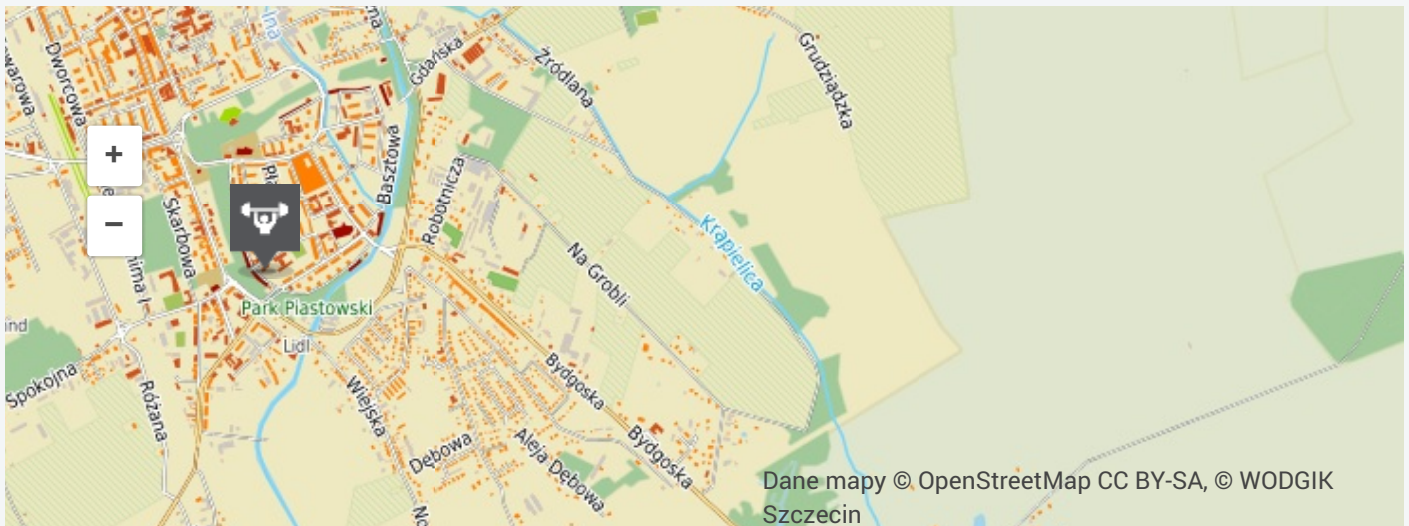 Dworcowa
Gdańska
Źródlana
Grudziądzka
+
Basztowa
Robotnicza
Skarbowa
−
Krąpielica
Na Grobli
Park Piastowski
Lidl
Spokojna
Różana
Wiejska
Bydgoska
Dębowa
Aleja Dębowa
Bydgoska
Dane mapy © OpenStreetMap CC BY-SA, © WODGIK
Szczecin